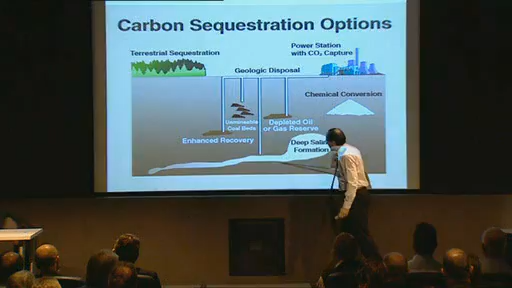 Carbon Sequestration Options
Terrestrial Sequestration
Power Station
with CO₂ Capture
Geologic Disposal
Chemical Conversion
Unmineable
Coal Beds
Depleted Oil
or Gas Reserve
Enhanced Recovery
Deep
Formation